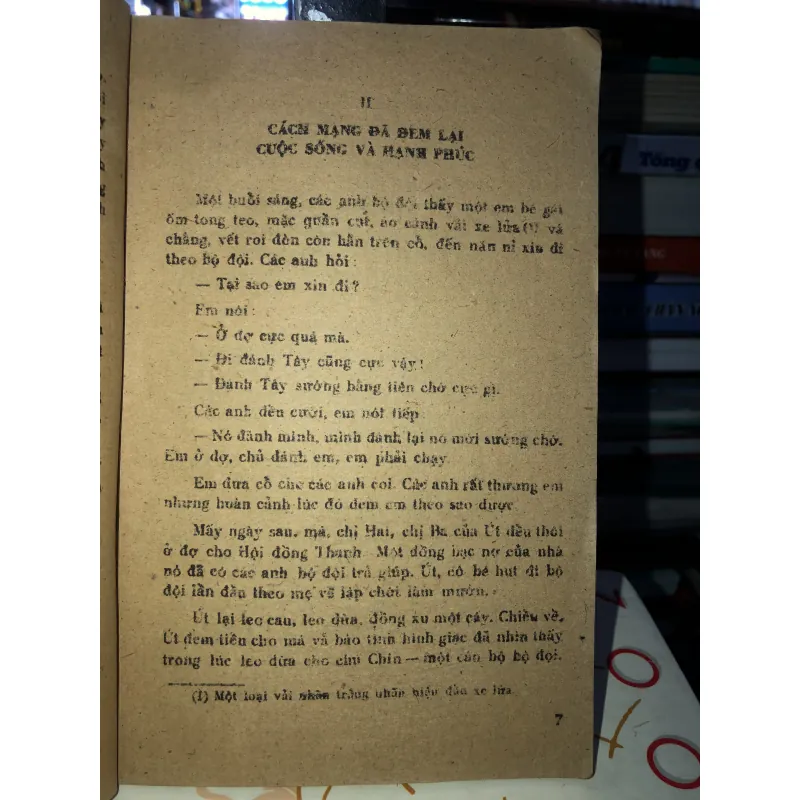 II
CÁCH MẠNG ĐÃ ĐEM LẠI
CUỘC SỐNG VÀ HẠNH PHÚC
Một buổi sáng, các anh bộ đội thấy một em bé gái
ốm tong teo, mặc quần cụt, áo cánh vải xe lửa (1) vá
chằng, vết roi đòn còn hằn trên cổ, đến năn nỉ xin đi
theo bộ đội. Các anh hỏi :
— Tại sao em xin đi ?
Em nói :
— Ở đợ cực quá mà.
— Đi đánh Tây cũng cực vậy !
— Đánh Tây sướng bằng tiên chớ cực gì.
Các anh đều cười, em nói tiếp
— Nó đánh mình, mình đánh lại nó mới sướng chớ.
Em ở đợ, chủ đánh em, em phải chạy.
Em đưa cổ cho các anh coi. Các anh rất thương em
nhưng hoàn cảnh lúc đó đem em theo sao được.
Mấy ngày sau, má, chị Hai, chị Ba của Út đều thôi
ở đợ cho Hội đồng Thanh. Một đồng bạc nợ của nhà
nó đã có các anh bộ đội trả giúp. Út, cô bé hụt đi bộ
đội lần đầu theo mẹ về lập chòi, làm mướn.
Út lại leo cau, leo dừa, đồng xu một cây. Chiều về,
Út đem tiền cho má và báo tình hình giặc đã nhìn thấy
trong lúc leo dừa cho chú Chín — một cán bộ bộ đội.
(1) Một loại vải nhãn trắng nhãn hiệu đầu xe lửa.
7
Tổng